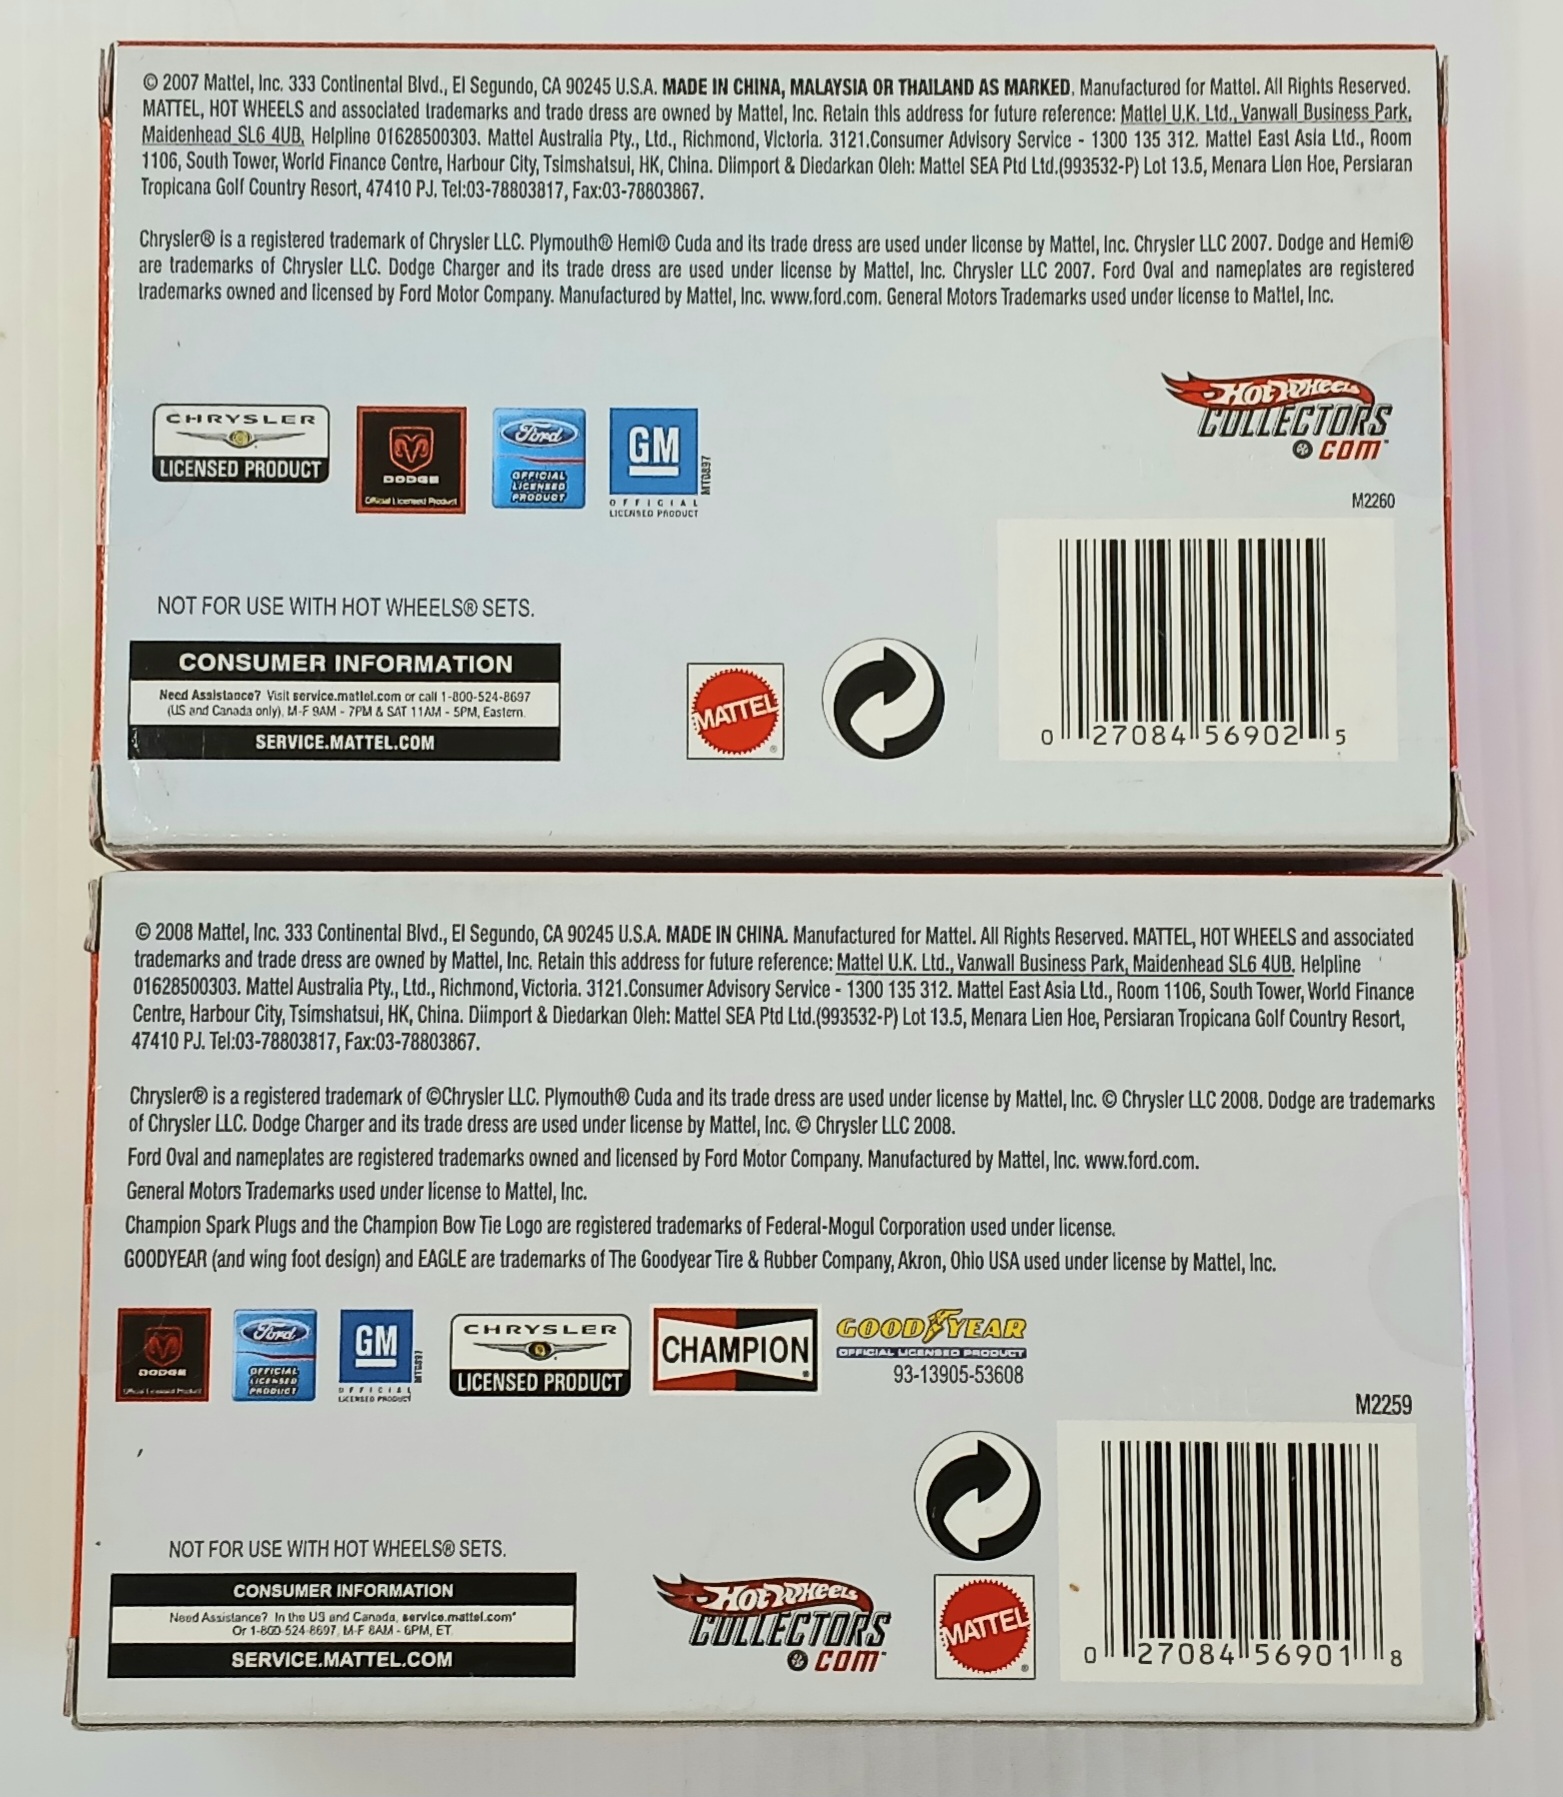 © 2007 Mattel, Inc. 333 Continental Blvd., El Segundo, CA 90245 U.S.A. MADE IN CHINA, MALAYSIA OR THAILAND AS MARKED. Manufactured for Mattel. All Rights Reserved.
MATTEL, HOT WHEELS and associated trademarks and trade dress are owned by Mattel, Inc. Retain this address for future reference: Mattel U.K. Ltd., Vanwall Business Park,
Maidenhead SL6 4UB. Helpline 01628500303. Mattel Australia Pty., Ltd., Richmond, Victoria. 3121.Consumer Advisory Service - 1300 135 312. Mattel East Asia Ltd., Room
1106, South Tower, World Finance Centre, Harbour City, Tsimshatsui, HK, China. Diimport & Diedarkan Oleh: Mattel SEA Ptd Ltd.(993532-P) Lot 13.5, Menara Lien Hoe, Persiaran
Tropicana Golf Country Resort, 47410 PJ. Tel:03-78803817, Fax:03-78803867.
Chrysler® is a registered trademark of Chrysler LLC. Plymouth® Hemi® Cuda and its trade dress are used under license by Mattel, Inc. Chrysler LLC 2007. Dodge and Hemi®
are trademarks of Chrysler LLC. Dodge Charger and its trade dress are used under license by Mattel, Inc. Chrysler LLC 2007. Ford Oval and nameplates are registered
trademarks owned and licensed by Ford Motor Company. Manufactured by Mattel, Inc. www.ford.com. General Motors Trademarks used under license to Mattel, Inc.
CHRYSLER
LICENSED PRODUCT
DODGE
Official Licensed Product
Ford
OFFICIAL
LICENSED
PRODUCT
GM
OFFICIAL
LICENSED PRODUCT
MT0897
HOT WHEELS
COLLECTORS
.COM™
M2260
NOT FOR USE WITH HOT WHEELS® SETS.
CONSUMER INFORMATION
Need Assistance? Visit service.mattel.com or call 1-800-524-8697
(US and Canada only), M-F 9AM - 7PM & SAT 11AM - 5PM, Eastern.
SERVICE.MATTEL.COM
MATTEL®
0 27084 56902 5
© 2008 Mattel, Inc. 333 Continental Blvd., El Segundo, CA 90245 U.S.A. MADE IN CHINA. Manufactured for Mattel. All Rights Reserved. MATTEL, HOT WHEELS and associated
trademarks and trade dress are owned by Mattel, Inc. Retain this address for future reference: Mattel U.K. Ltd., Vanwall Business Park, Maidenhead SL6 4UB. Helpline
01628500303. Mattel Australia Pty., Ltd., Richmond, Victoria. 3121.Consumer Advisory Service - 1300 135 312. Mattel East Asia Ltd., Room 1106, South Tower, World Finance
Centre, Harbour City, Tsimshatsui, HK, China. Diimport & Diedarkan Oleh: Mattel SEA Ptd Ltd.(993532-P) Lot 13.5, Menara Lien Hoe, Persiaran Tropicana Golf Country Resort,
47410 PJ. Tel:03-78803817, Fax:03-78803867.
Chrysler® is a registered trademark of ©Chrysler LLC. Plymouth® Cuda and its trade dress are used under license by Mattel, Inc. © Chrysler LLC 2008. Dodge are trademarks
of Chrysler LLC. Dodge Charger and its trade dress are used under license by Mattel, Inc. © Chrysler LLC 2008.
Ford Oval and nameplates are registered trademarks owned and licensed by Ford Motor Company. Manufactured by Mattel, Inc. www.ford.com.
General Motors Trademarks used under license to Mattel, Inc.
Champion Spark Plugs and the Champion Bow Tie Logo are registered trademarks of Federal-Mogul Corporation used under license.
GOODYEAR (and wing foot design) and EAGLE are trademarks of The Goodyear Tire & Rubber Company, Akron, Ohio USA used under license by Mattel, Inc.
DODGE
Official Licensed Product
Ford
OFFICIAL
LICENSED
PRODUCT
GM
OFFICIAL
LICENSED PRODUCT
MT0897
CHRYSLER
LICENSED PRODUCT
CHAMPION®
GOODYEAR
OFFICIAL LICENSED PRODUCT
93-13905-53608
M2259
NOT FOR USE WITH HOT WHEELS® SETS.
CONSUMER INFORMATION
Need Assistance? In the US and Canada, service.mattel.com*
Or 1-800-524-8697, M-F 8AM - 6PM, ET
SERVICE.MATTEL.COM
HOT WHEELS
COLLECTORS
.COM™
MATTEL®
0 27084 56901 8